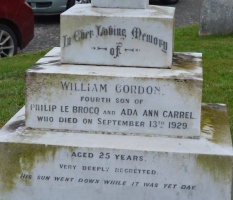 In Ever Loving Memory
OF
WILLIAM GORDON.
FOURTH SON OF
PHILIP LE BROCQ AND ADA ANN CARREL
WHO DIED ON SEPTEMBER 13TH 1929
AGED 25 YEARS.
VERY DEEPLY REGRETTED
HIS SUN WENT DOWN WHILE IT WAS YET DAY.